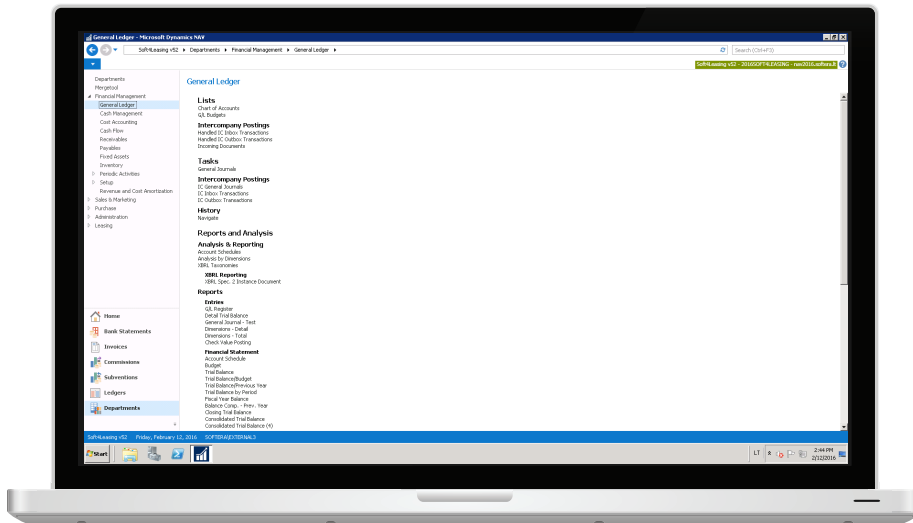 General Ledger - Microsoft Dynamics NAV
Soft4Leasing v52 ▸ Departments ▸ Financial Management ▸ General Ledger ▸
Search (Ctrl+F3)
Soft4Leasing v52 - 2016SOFT4LEASING - nav2016.softera.lt
Departments
Mergetool
Financial Management
General Ledger
Cash Management
Cost Accounting
Cash Flow
Receivables
Payables
Fixed Assets
Inventory
Periodic Activities
Setup
Revenue and Cost Amortization
Sales & Marketing
Purchase
Administration
Leasing
Home
Bank Statements
Invoices
Commissions
Subventions
Ledgers
Departments
General Ledger
Lists
Chart of Accounts
G/L Budgets
Intercompany Postings
Handled IC Inbox Transactions
Handled IC Outbox Transactions
Incoming Documents
Tasks
General Journals
Intercompany Postings
IC General Journals
IC Inbox Transactions
IC Outbox Transactions
History
Navigate
Reports and Analysis
Analysis & Reporting
Account Schedules
Analysis by Dimensions
XBRL Taxonomies
XBRL Reporting
XBRL Spec. 2 Instance Document
Reports
Entries
G/L Register
Detail Trial Balance
General Journal - Test
Dimensions - Detail
Dimensions - Total
Check Value Posting
Financial Statement
Account Schedule
Budget
Trial Balance
Trial Balance/Budget
Trial Balance/Previous Year
Trial Balance by Period
Fiscal Year Balance
Balance Comp. - Prev. Year
Closing Trial Balance
Consolidated Trial Balance
Consolidated Trial Balance (4)
Soft4Leasing v52 Friday, February 12, 2016 SOFTERA\EXTERNAL3
Start
LT
2:44 PM
2/12/2016